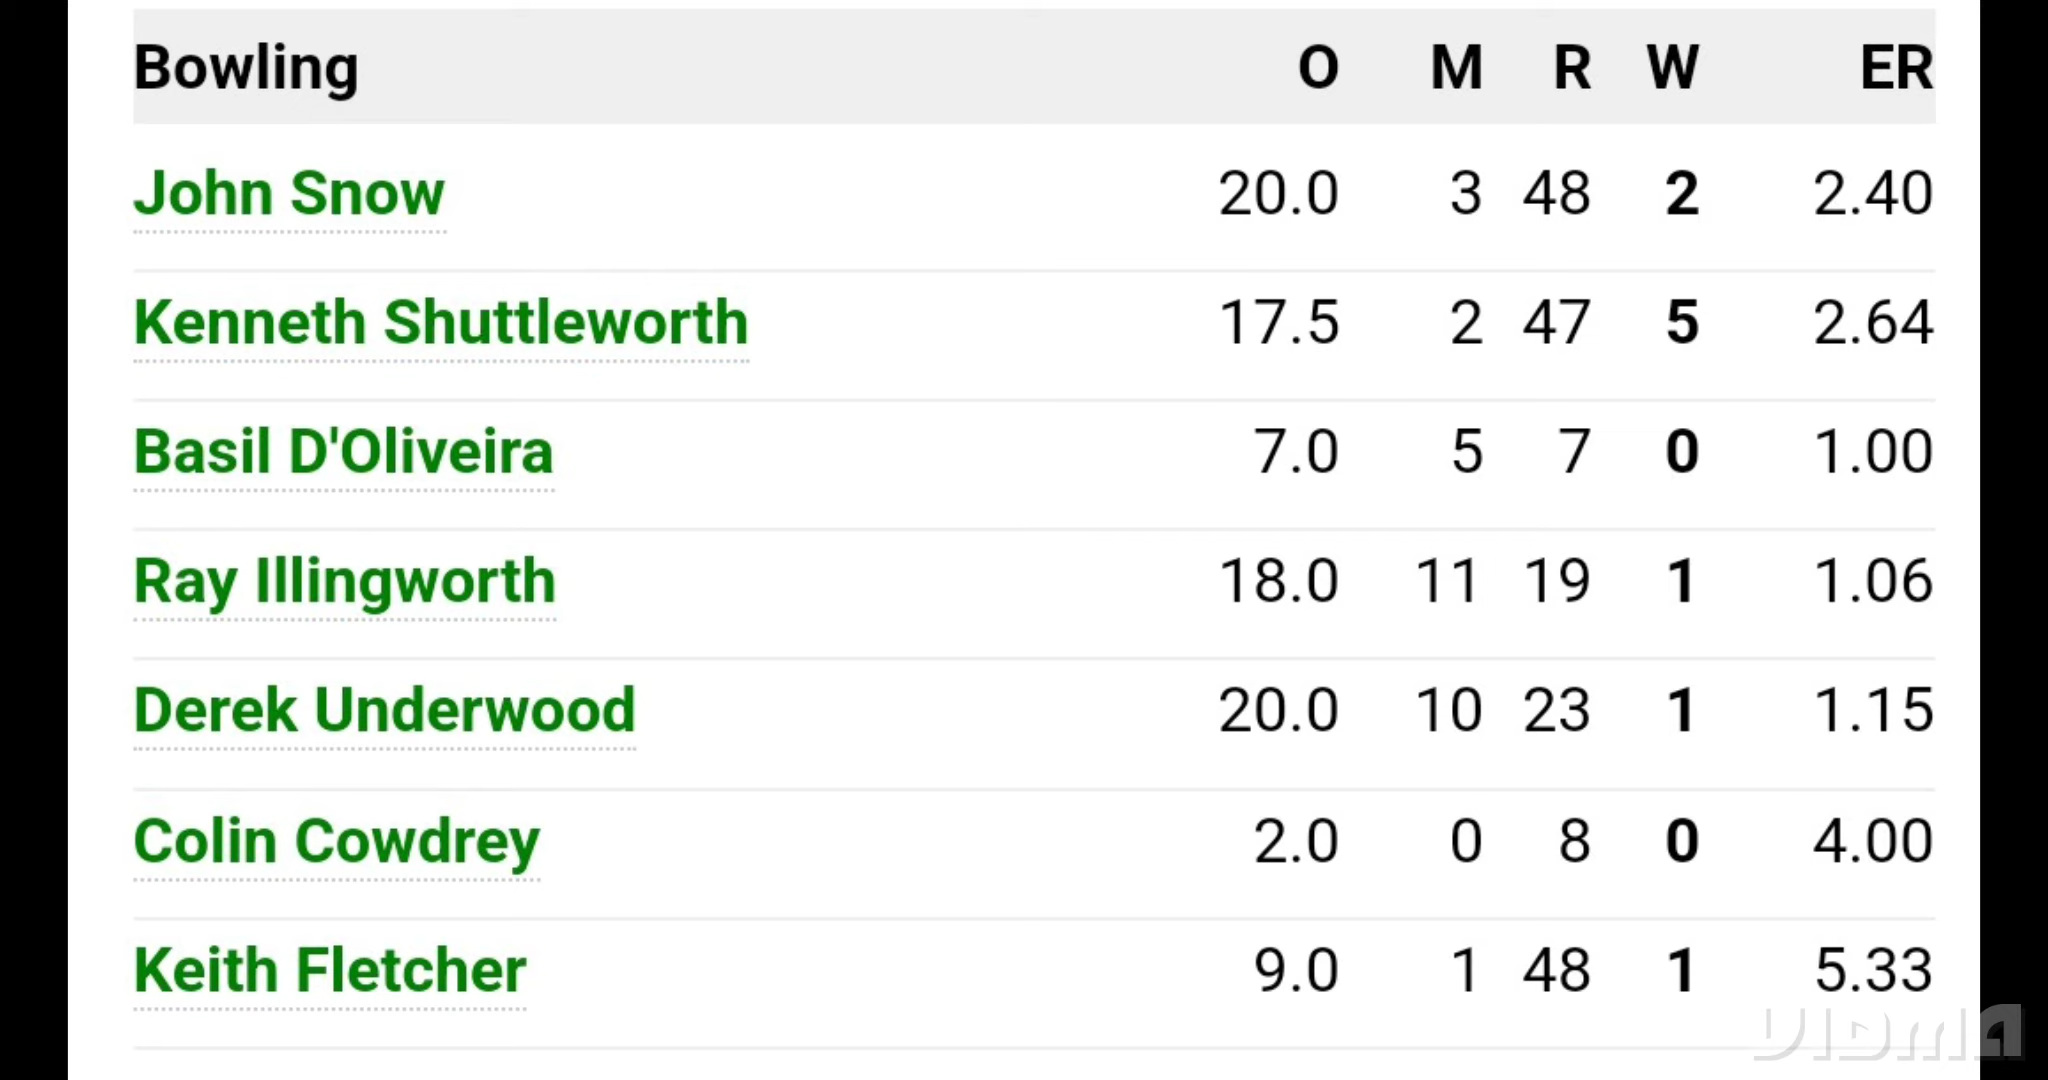 Bowling O M R W ER
John Snow 20.0 3 48 2 2.40
Kenneth Shuttleworth 17.5 2 47 5 2.64
Basil D'Oliveira 7.0 5 7 0 1.00
Ray Illingworth 18.0 11 19 1 1.06
Derek Underwood 20.0 10 23 1 1.15
Colin Cowdrey 2.0 0 8 0 4.00
Keith Fletcher 9.0 1 48 1 5.33
VIDMA